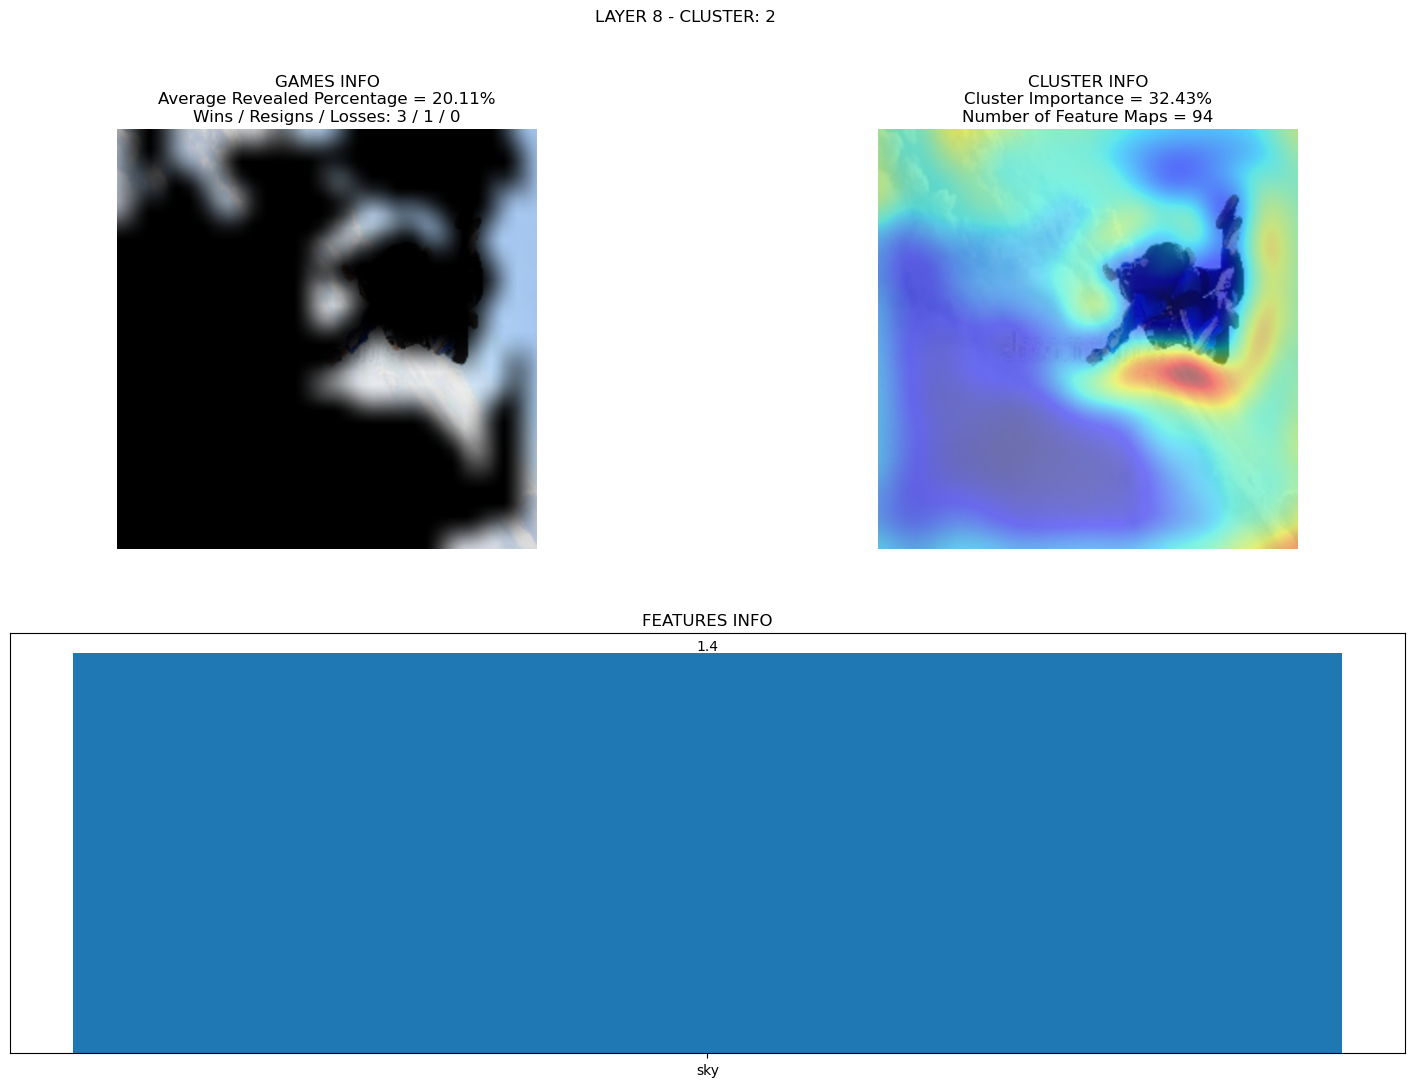 LAYER 8 - CLUSTER: 2
GAMES INFO
Average Revealed Percentage = 20.11%
Wins / Resigns / Losses: 3 / 1 / 0
CLUSTER INFO
Cluster Importance = 32.43%
Number of Feature Maps = 94
FEATURES INFO
1.4
sky